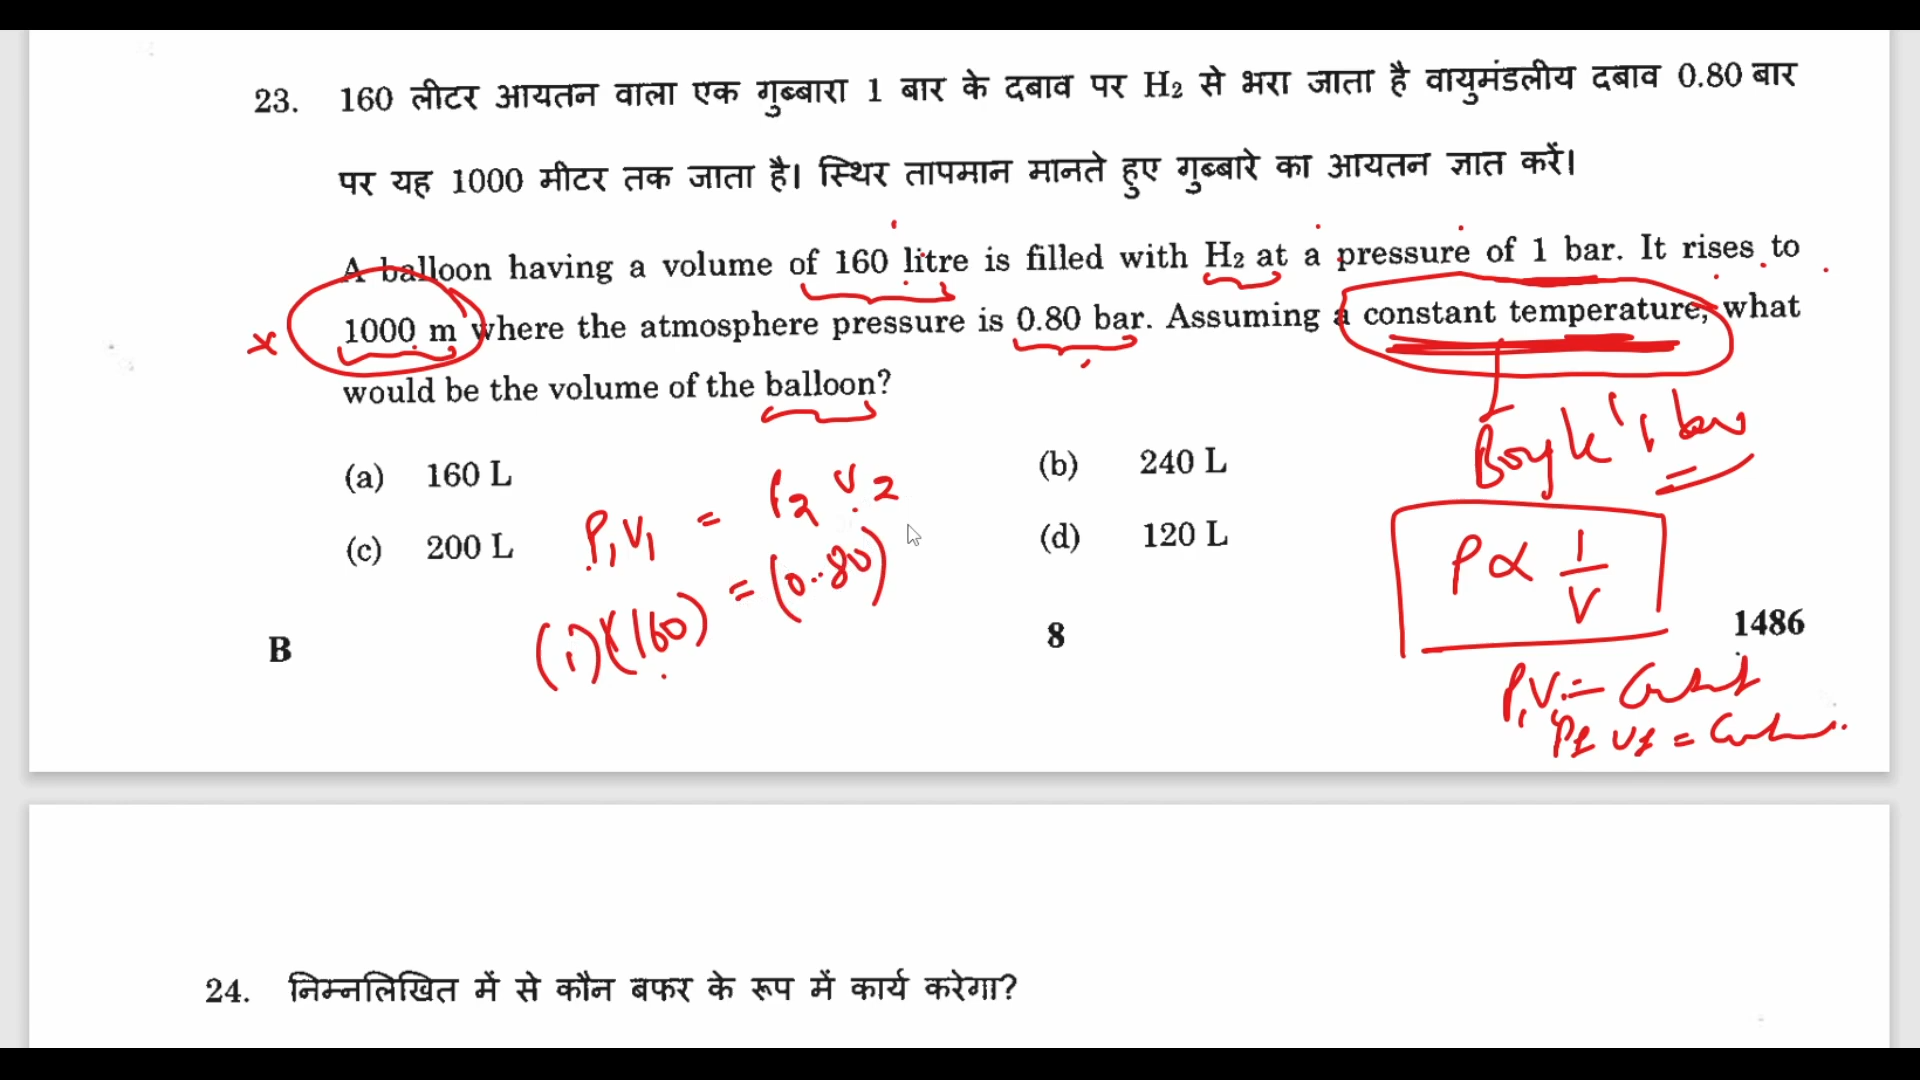 23. 160 लीटर आयतन वाला एक गुब्बारा 1 बार के दबाव पर H₂ से भरा जाता है वायुमंडलीय दबाव 0.80 बार
पर यह 1000 मीटर तक जाता है। स्थिर तापमान मानते हुए गुब्बारे का आयतन ज्ञात करें।
A balloon having a volume of 160 litre is filled with H₂ at a pressure of 1 bar. It rises to
1000 m where the atmosphere pressure is 0.80 bar. Assuming a constant temperature, what
would be the volume of the balloon?
Boyle's law
(a) 160 L (b) 240 L
(c) 200 L (d) 120 L
P₁V₁ = P₂V₂
(1)(160) = (0.80)
P ∝ 1/V
B 8 1486
24. निम्नलिखित में से कौन बफर के रूप में कार्य करेगा?